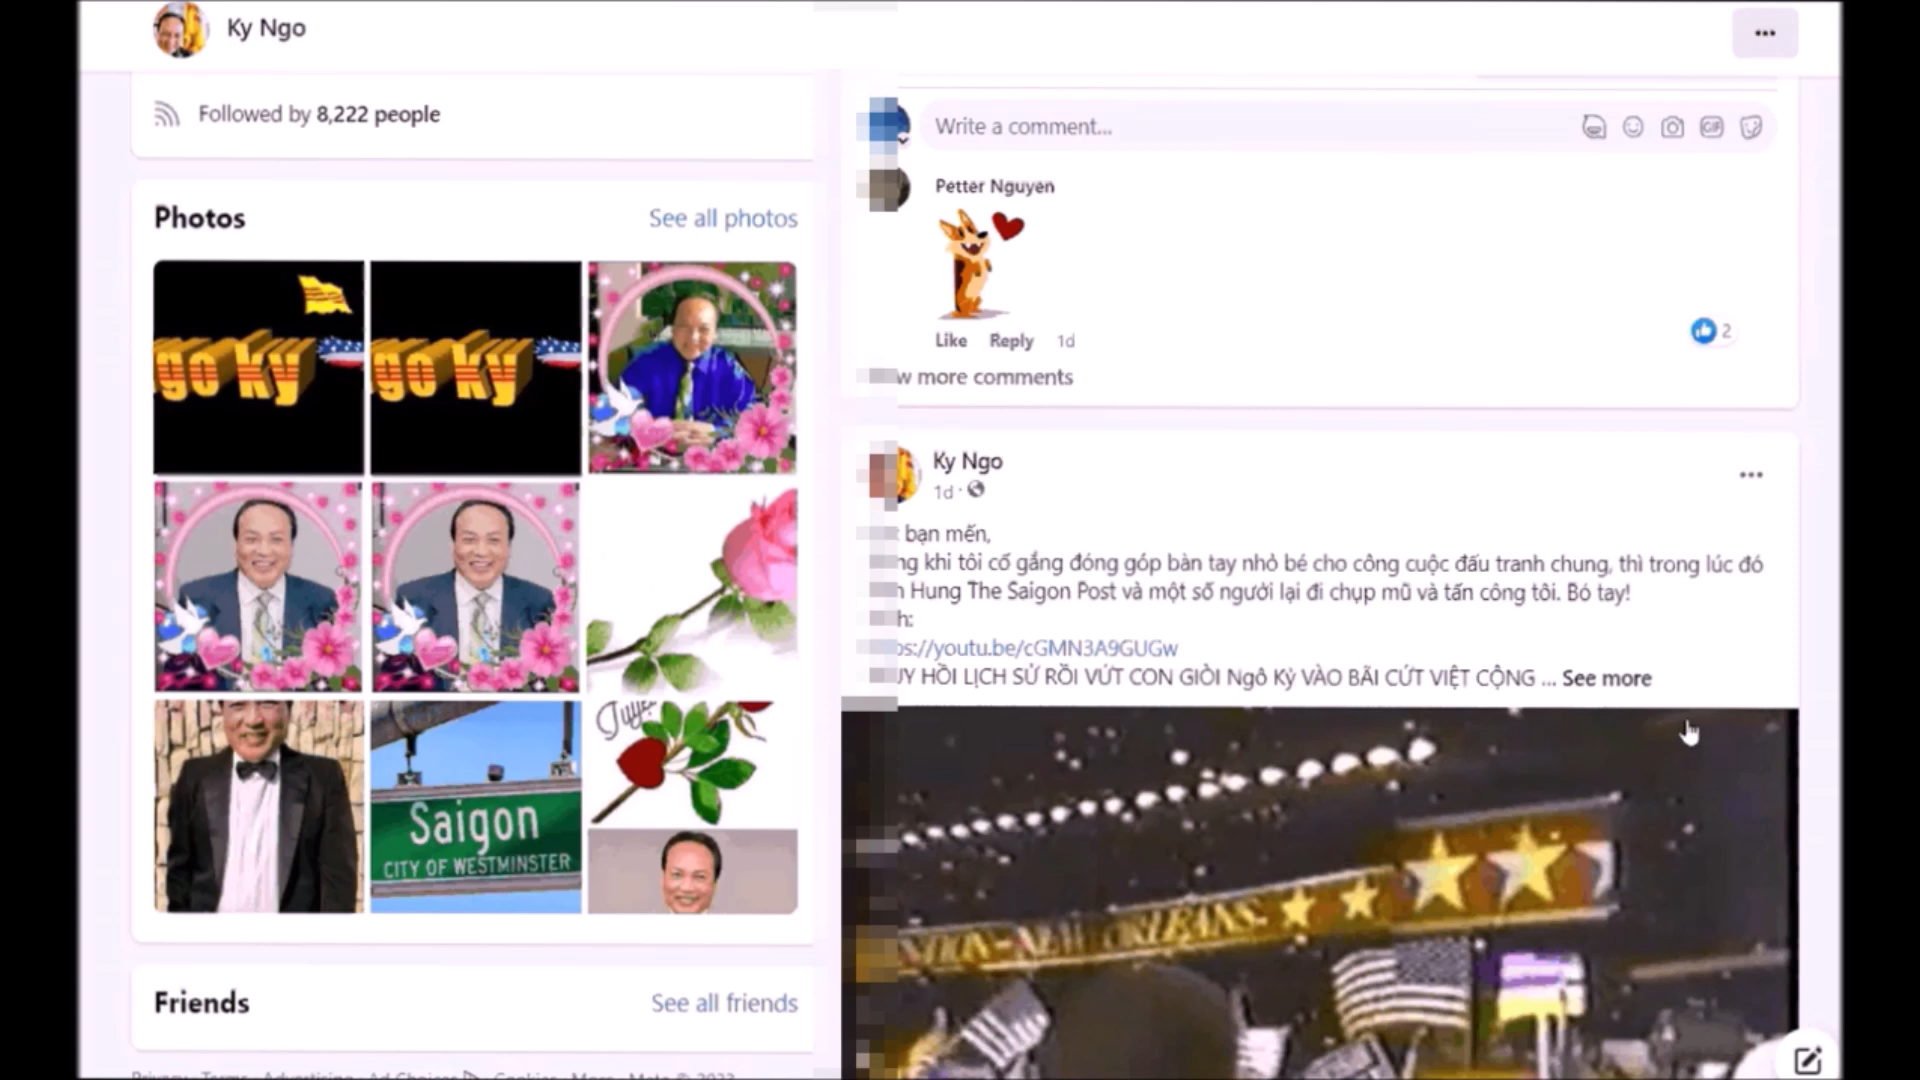 Ky Ngo
Followed by 8,222 people
Photos
See all photos
go ky
go ky
Saigon
CITY OF WESTMINSTER
Friends
See all friends
Write a comment...
GIF
Petter Nguyen
Like Reply 1d
2
w more comments
Ky Ngo
1d ·
bạn mến,
ng khi tôi cố gắng đóng góp bàn tay nhỏ bé cho công cuộc đấu tranh chung, thì trong lúc đó
Hung The Saigon Post và một số người lại đi chụp mũ và tấn công tôi. Bó tay!
h:
ps://youtu.be/cGMN3A9GUGw
UY HỒI LỊCH SỬ RỒI VỨT CON GIÒI Ngô Kỷ VÀO BÃI CỨT VIỆT CỘNG ... See more
NEW ORLEANS